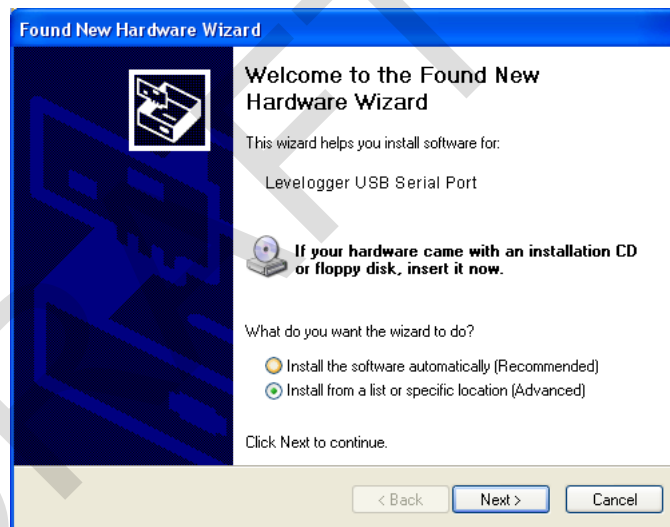 Found New Hardware Wizard
Welcome to the Found New
Hardware Wizard
This wizard helps you install software for:
Levelogger USB Serial Port
If your hardware came with an installation CD
or floppy disk, insert it now.
What do you want the wizard to do?
Install the software automatically (Recommended)
Install from a list or specific location (Advanced)
Click Next to continue.
< Back
Next >
Cancel